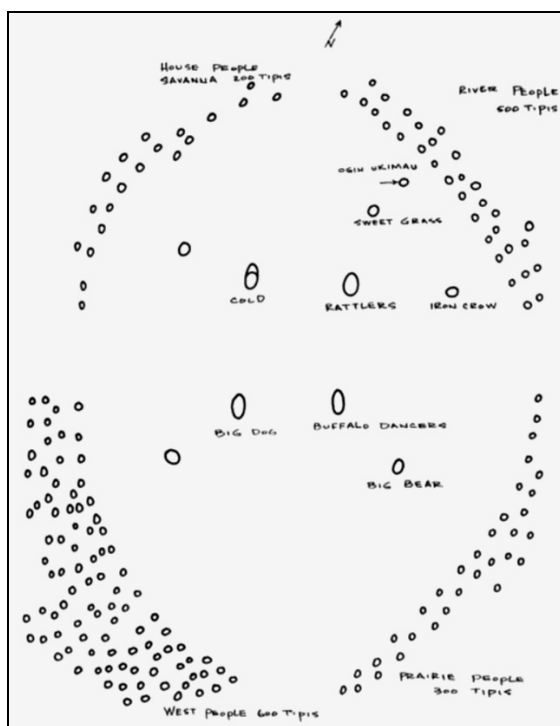 N
HOUSE PEOPLE
SAVANNA 200 TIPIS
RIVER PEOPLE
500 TIPIS
OGIH UKIMAU
SWEET GRASS
COLD
RATTLERS
IRON CROW
BIG DOG
BUFFALO DANCERS
BIG BEAR
PRAIRIE PEOPLE
300 TIPIS
WEST PEOPLE 600 TIPIS